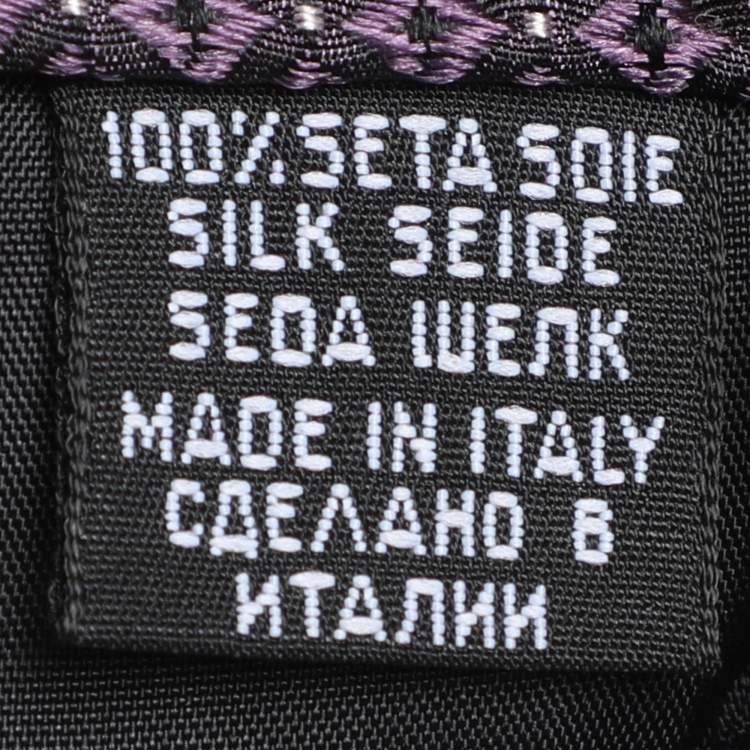 100% SETA SOIE
SILK SEIDE
SEDA ШЕЛК
MADE IN ITALY
СДЕЛАНО В
ИТАЛИИ